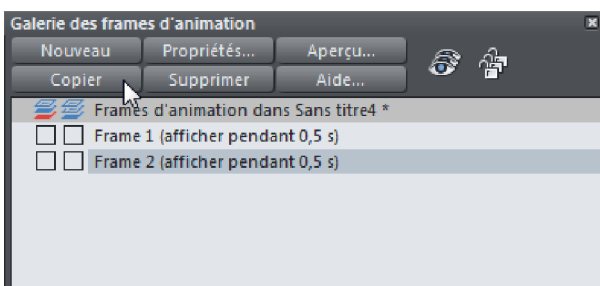 Galerie des frames d'animation
Nouveau Propriétés... Aperçu...
Copier Supprimer Aide...
Frames d'animation dans Sans titre4 *
Frame 1 (afficher pendant 0,5 s)
Frame 2 (afficher pendant 0,5 s)